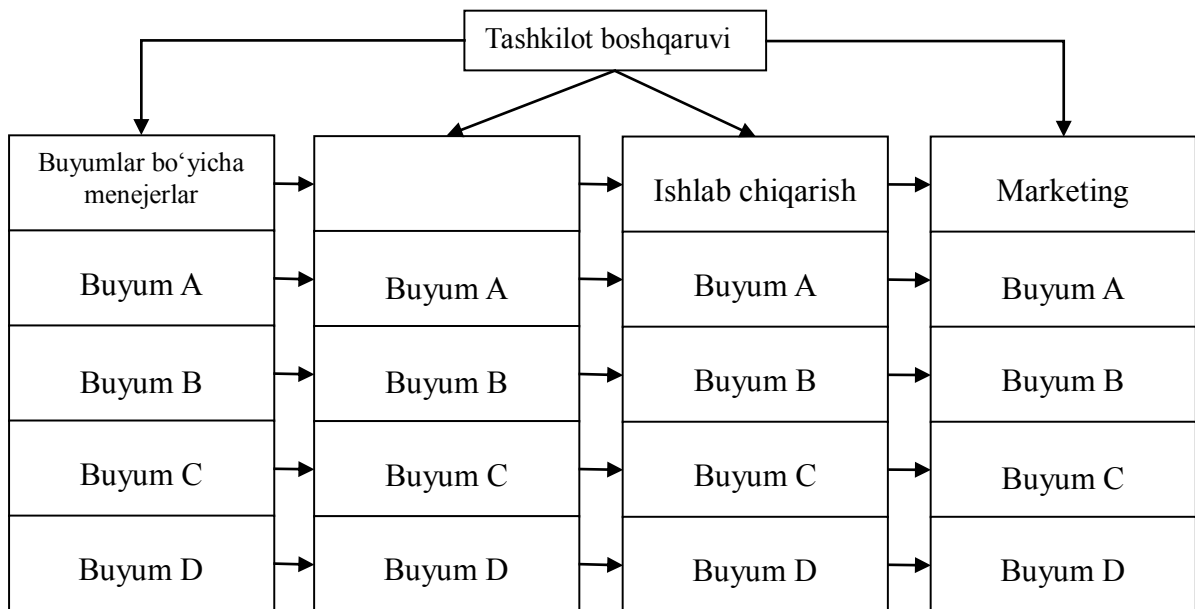 Tashkilot boshqaruvi
Buyumlar bo‘yicha
menejerlar
Ishlab chiqarish
Marketing
Buyum A
Buyum A
Buyum A
Buyum A
Buyum B
Buyum B
Buyum B
Buyum B
Buyum C
Buyum C
Buyum C
Buyum C
Buyum D
Buyum D
Buyum D
Buyum D